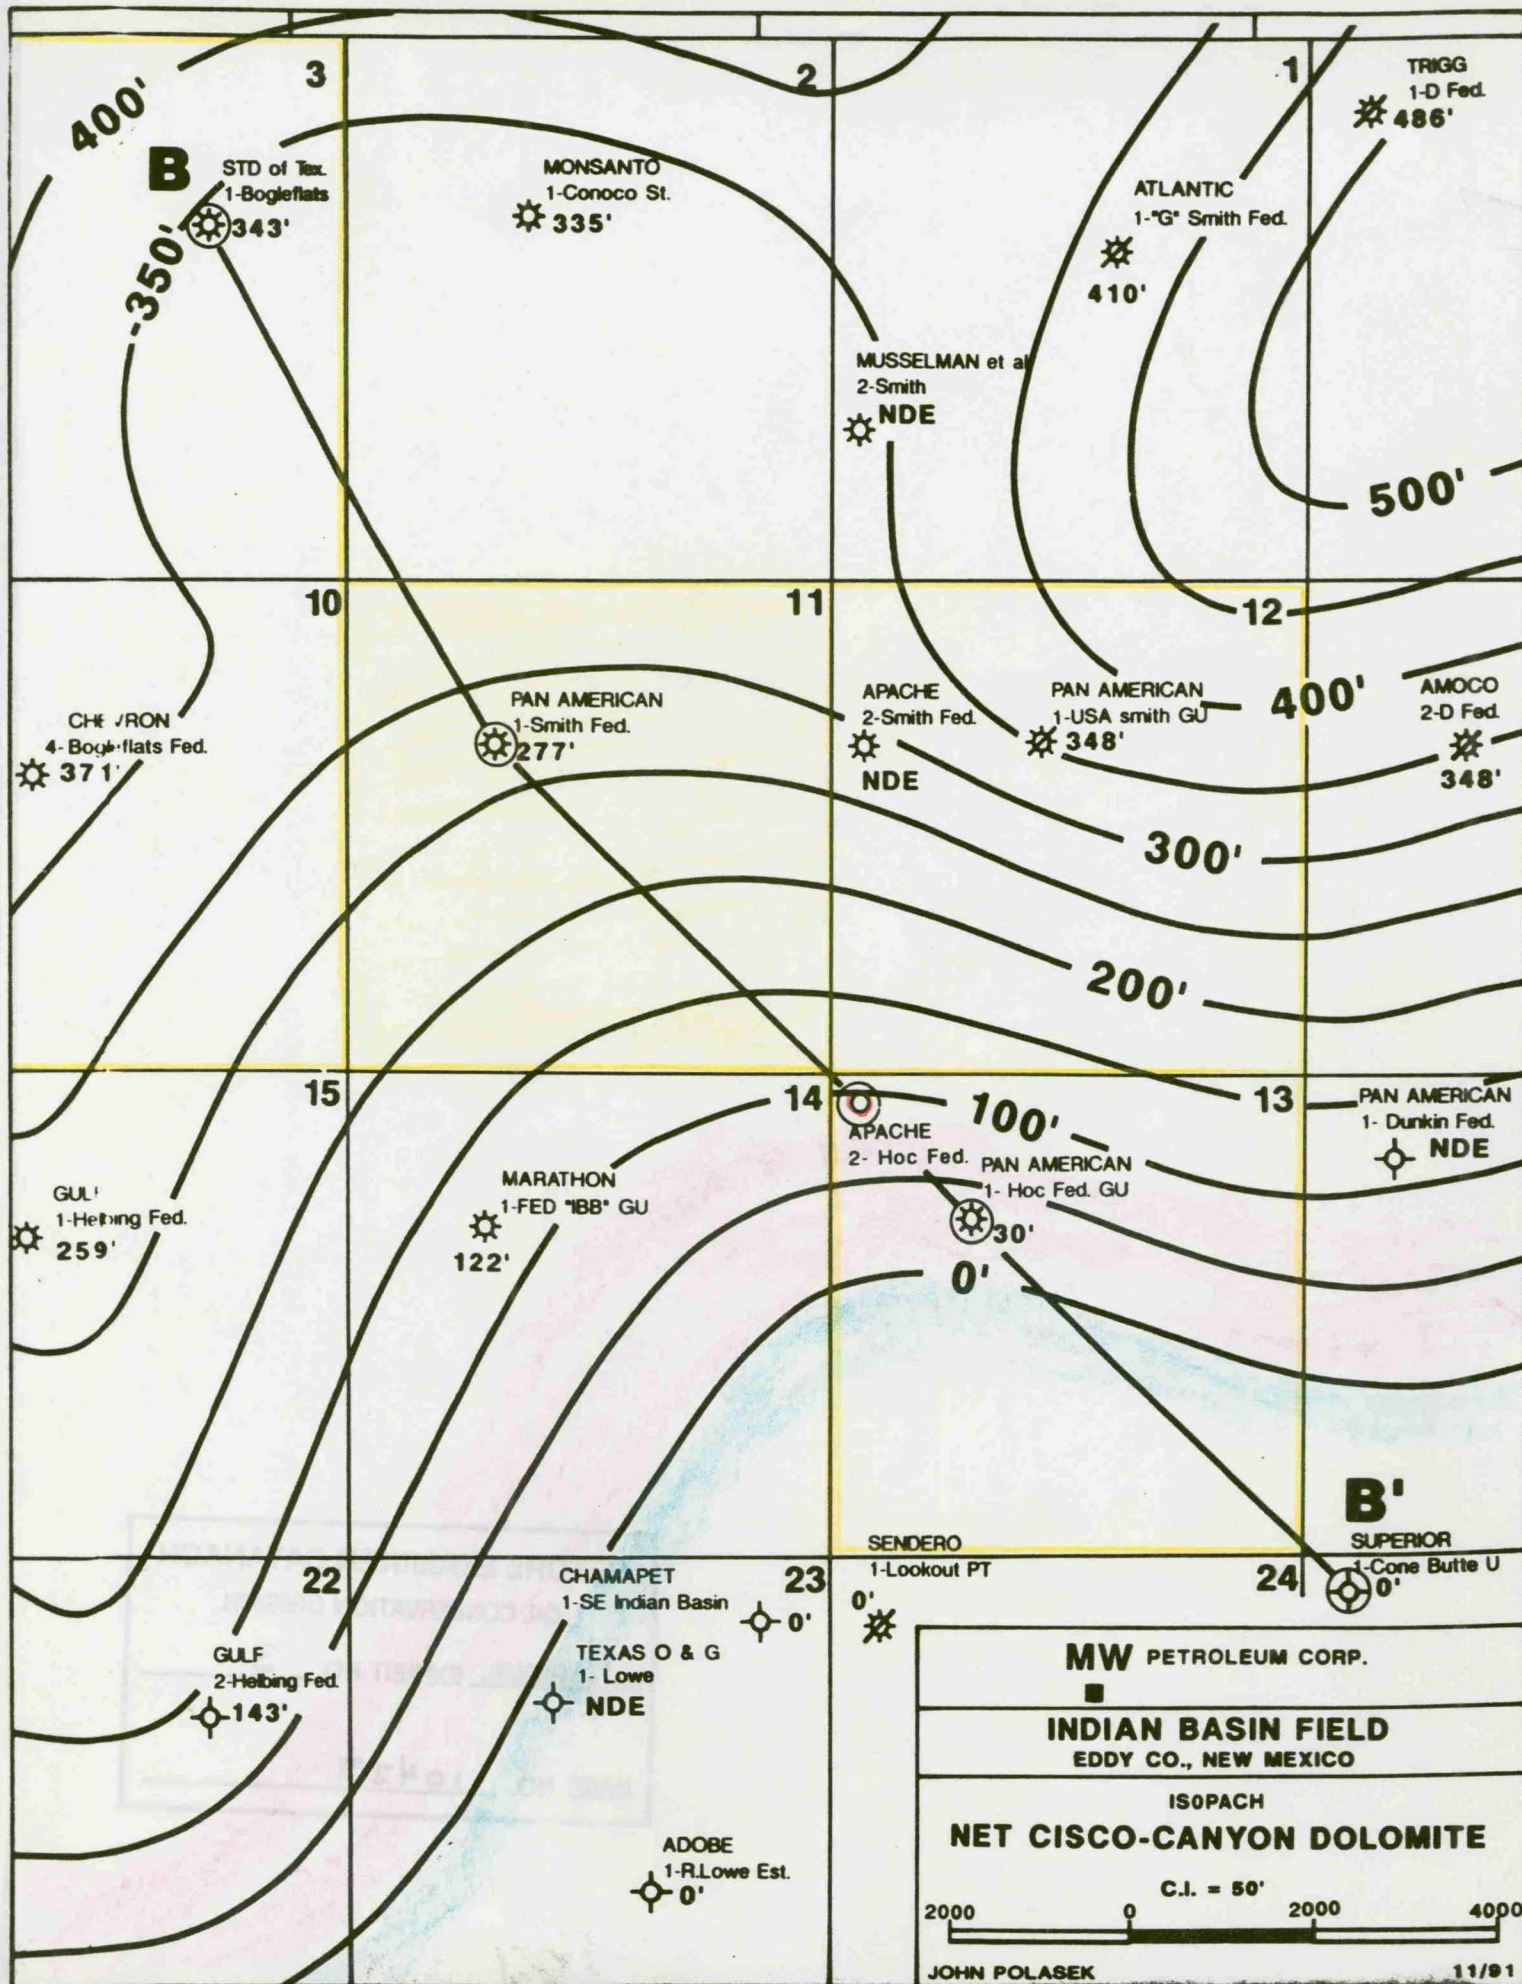 3
2
1
TRIGG
1-D Fed.
486'
400'
B
STD of Tex.
1-Bogleflats
343'
MONSANTO
1-Conoco St.
335'
ATLANTIC
1-"G" Smith Fed.
410'
-350'
MUSSELMAN et al
2-Smith
NDE
500'
10
11
12
PAN AMERICAN
1-Smith Fed.
277'
APACHE
2-Smith Fed.
NDE
PAN AMERICAN
1-USA smith GU
348'
400'
AMOCO
2-D Fed.
348'
CHEVRON
4-Bogleflats Fed.
371'
300'
200'
15
14
13
100'
APACHE
2- Hoc Fed.
PAN AMERICAN
1- Hoc Fed. GU
30'
PAN AMERICAN
1- Dunkin Fed.
NDE
GULF
1-Helbing Fed.
259'
MARATHON
1-FED "IBB" GU
122'
0'
B'
SUPERIOR
1-Cone Butte U
0'
22
23
24
CHAMAPET
1-SE Indian Basin
0'
SENDERO
1-Lookout PT
0'
GULF
2-Helbing Fed.
143'
TEXAS O & G
1- Lowe
NDE
ADOBE
1-R.Lowe Est.
0'
MW PETROLEUM CORP.
INDIAN BASIN FIELD
EDDY CO., NEW MEXICO
ISOPACH
NET CISCO-CANYON DOLOMITE
C.I. = 50'
2000 0 2000 4000
JOHN POLASEK 11/91